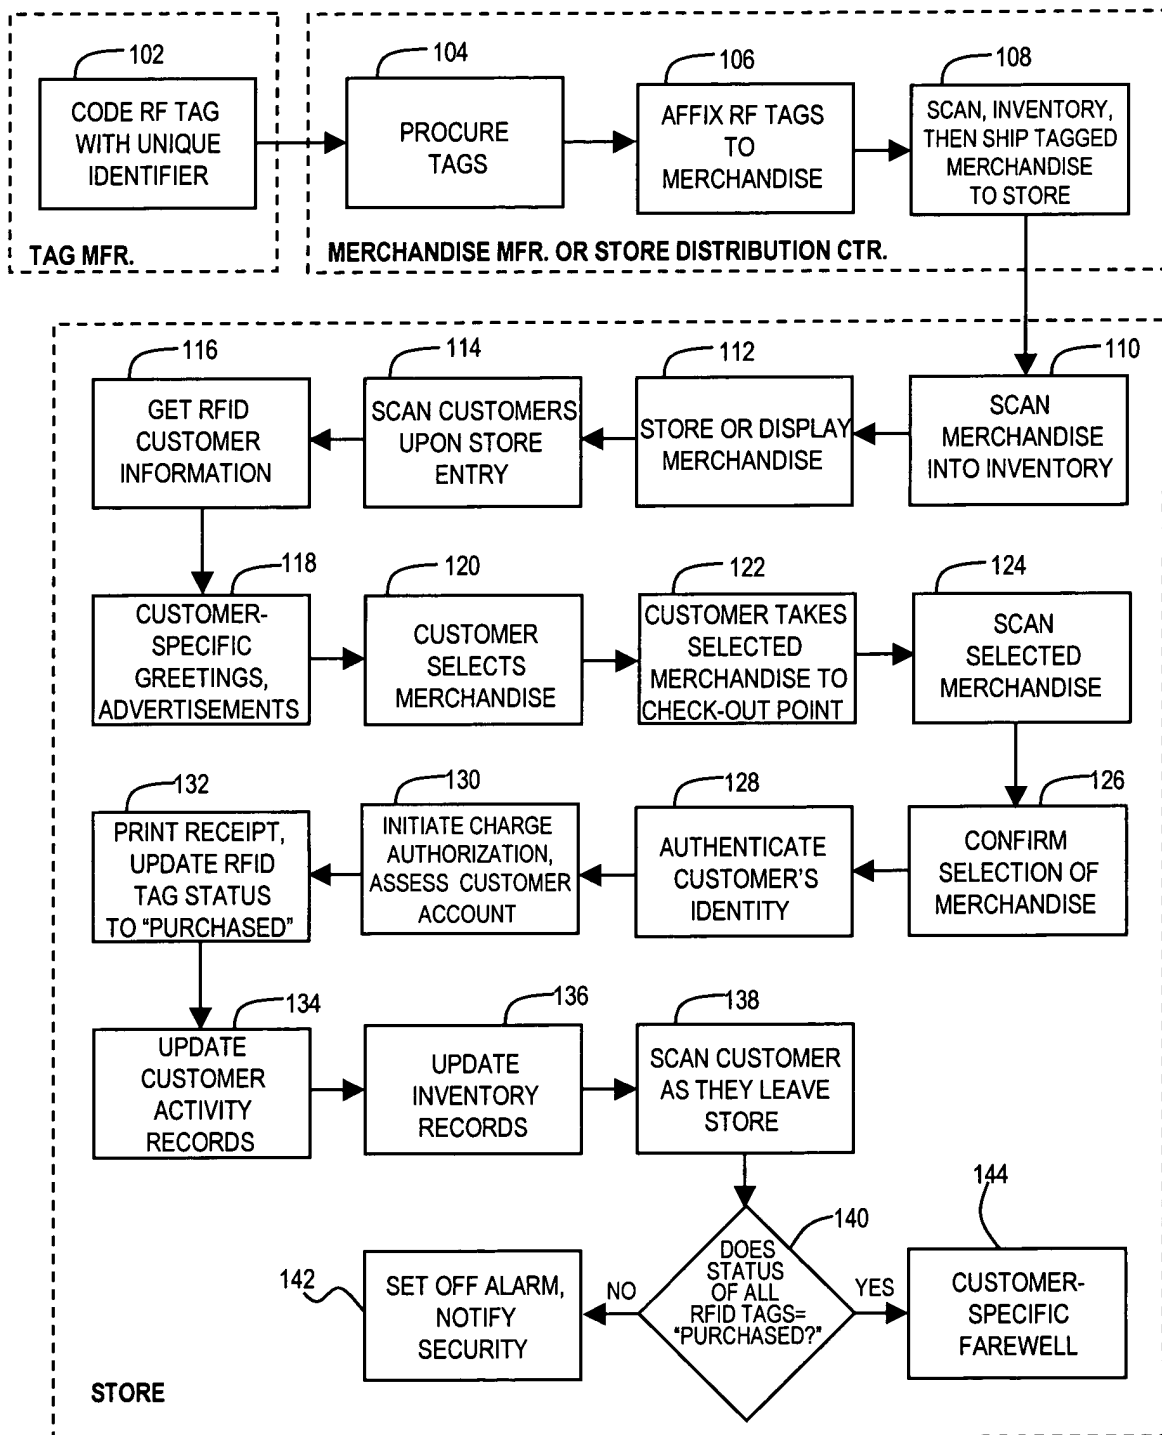 102
CODE RF TAG
WITH UNIQUE
IDENTIFIER
TAG MFR.
104
PROCURE
TAGS
106
AFFIX RF TAGS
TO
MERCHANDISE
108
SCAN, INVENTORY,
THEN SHIP TAGGED
MERCHANDISE
TO STORE
MERCHANDISE MFR. OR STORE DISTRIBUTION CTR.
110
SCAN
MERCHANDISE
INTO INVENTORY
112
STORE OR DISPLAY
MERCHANDISE
114
SCAN CUSTOMERS
UPON STORE
ENTRY
116
GET RFID
CUSTOMER
INFORMATION
118
CUSTOMER-
SPECIFIC
GREETINGS,
ADVERTISEMENTS
120
CUSTOMER
SELECTS
MERCHANDISE
122
CUSTOMER TAKES
SELECTED
MERCHANDISE TO
CHECK-OUT POINT
124
SCAN
SELECTED
MERCHANDISE
126
CONFIRM
SELECTION OF
MERCHANDISE
128
AUTHENTICATE
CUSTOMER'S
IDENTITY
130
INITIATE CHARGE
AUTHORIZATION,
ASSESS CUSTOMER
ACCOUNT
132
PRINT RECEIPT,
UPDATE RFID
TAG STATUS
TO "PURCHASED"
134
UPDATE
CUSTOMER
ACTIVITY
RECORDS
136
UPDATE
INVENTORY
RECORDS
138
SCAN CUSTOMER
AS THEY LEAVE
STORE
140
DOES
STATUS
OF ALL
RFID TAGS=
"PURCHASED?"
NO
YES
142
SET OFF ALARM,
NOTIFY
SECURITY
144
CUSTOMER-
SPECIFIC
FAREWELL
STORE